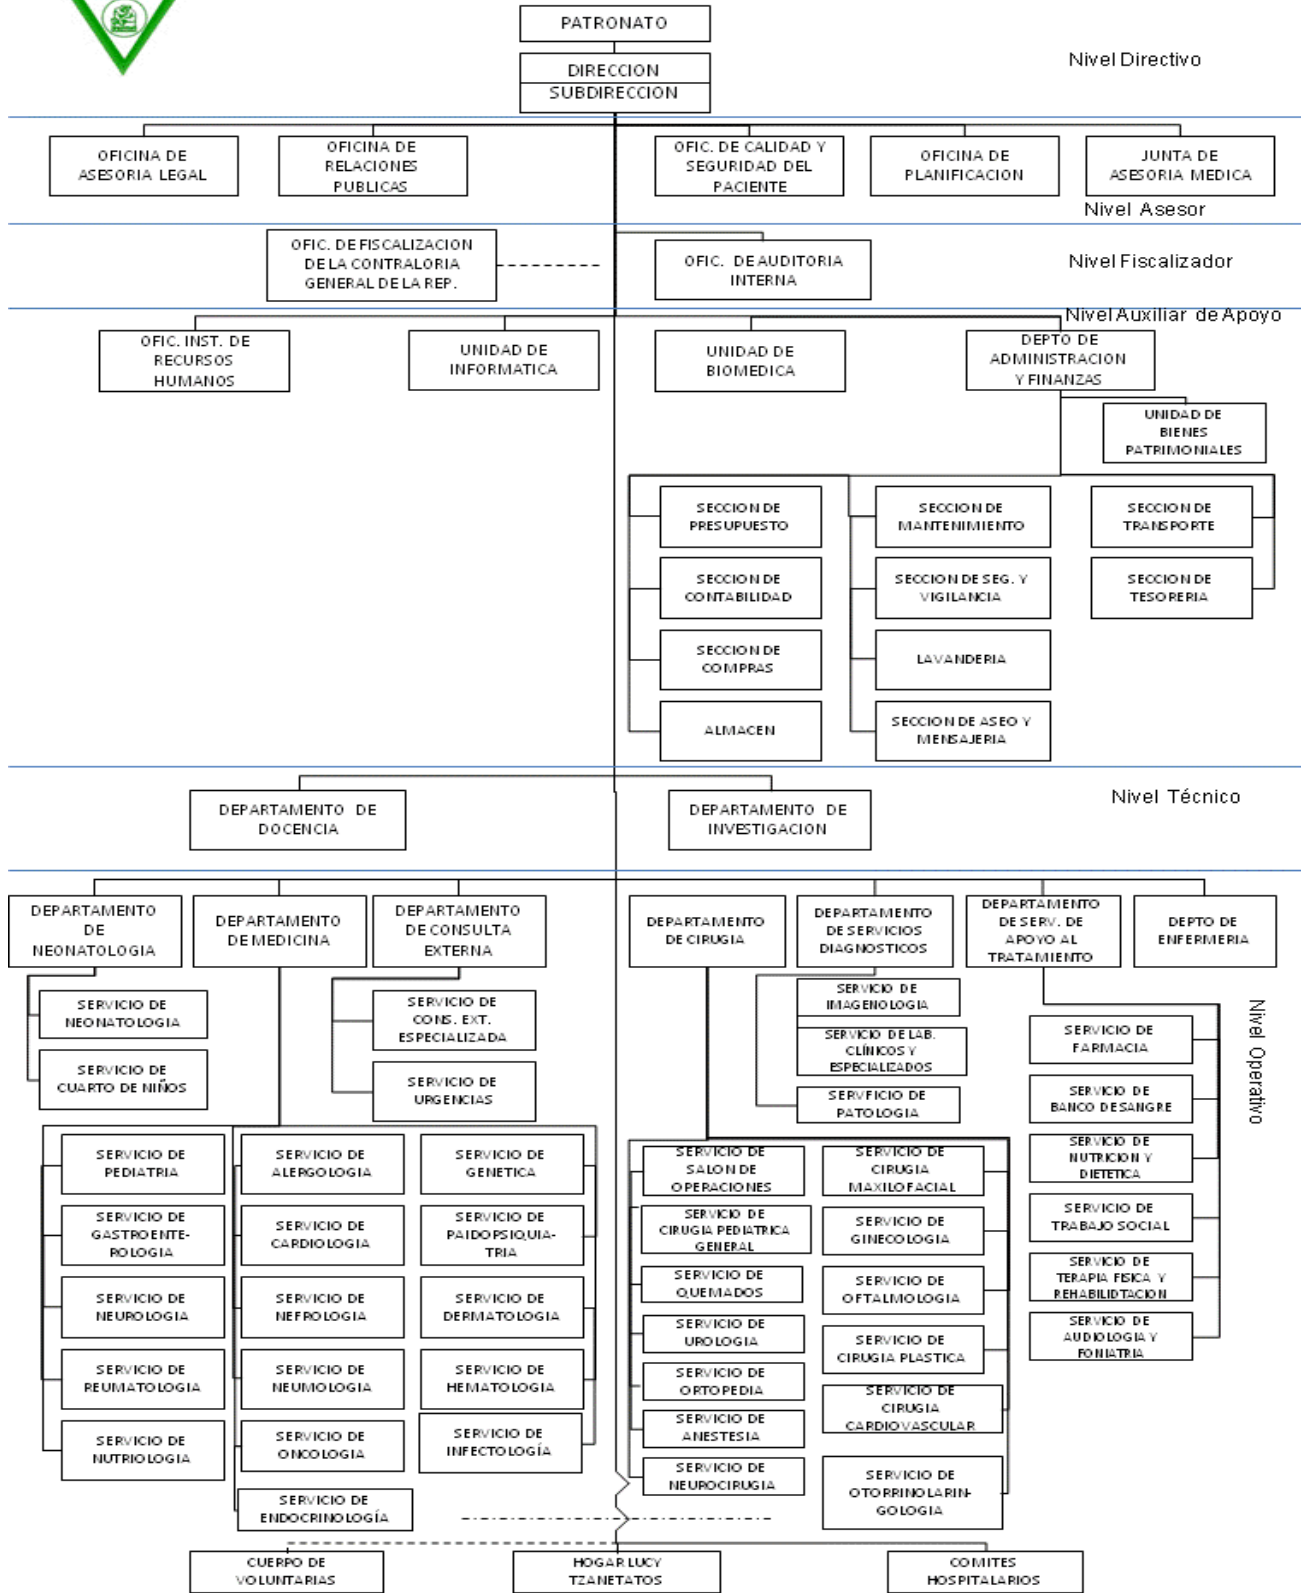 PATRONATO
DIRECCION
SUBDIRECCION
Nivel Directivo
OFICINA DE
ASESORIA LEGAL
OFICINA DE
RELACIONES
PUBLICAS
OFIC. DE CALIDAD Y
SEGURIDAD DEL
PACIENTE
OFICINA DE
PLANIFICACION
JUNTA DE
ASESORIA MEDICA
Nivel Asesor
OFIC. DE FISCALIZACION
DE LA CONTRALORIA
GENERAL DE LA REP.
OFIC. DE AUDITORIA
INTERNA
Nivel Fiscalizador
Nivel Auxiliar de Apoyo
OFIC. INST. DE
RECURSOS
HUMANOS
UNIDAD DE
INFORMATICA
UNIDAD DE
BIOMEDICA
DEPTO DE
ADMINISTRACION
Y FINANZAS
UNIDAD DE
BIENES
PATRIMONIALES
SECCION DE
PRESUPUESTO
SECCION DE
MANTENIMIENTO
SECCION DE
TRANSPORTE
SECCION DE
CONTABILIDAD
SECCION DE SEG. Y
VIGILANCIA
SECCION DE
TESORERIA
SECCION DE
COMPRAS
LAVANDERIA
ALMACEN
SECCION DE ASEO Y
MENSAJERIA
Nivel Técnico
DEPARTAMENTO DE
DOCENCIA
DEPARTAMENTO DE
INVESTIGACION
DEPARTAMENTO
DE
NEONATOLOGIA
DEPARTAMENTO
DE MEDICINA
DEPARTAMENTO
DE CONSULTA
EXTERNA
DEPARTAMENTO
DE CIRUGIA
DEPARTAMENTO
DE SERVICIOS
DIAGNOSTICOS
DEPARTAMENTO
DE SERV. DE
APOYO AL
TRATAMIENTO
DEPTO DE
ENFERMERIA
Nivel Operativo
SERVICIO DE
NEONATOLOGIA
SERVICIO DE
CUARTO DE NIÑOS
SERVICIO DE
CONS. EXT.
ESPECIALIZADA
SERVICIO DE
URGENCIAS
SERVICIO DE
IMAGENOLOGIA
SERVICIO DE LAB.
CLÍNICOS Y
ESPECIALIZADOS
SERVFICIO DE
PATOLOGIA
SERVICIO DE
FARMACIA
SERVICIO DE
BANCO DE SANGRE
SERVICIO DE
NUTRICION Y
DIETETICA
SERVICIO DE
TRABAJO SOCIAL
SERVICIO DE
TERAPIA FISICA Y
REHABILIDTACION
SERVICIO DE
AUDIOLOGIA Y
FONIATRIA
SERVICIO DE
PEDIATRIA
SERVICIO DE
ALERGOLOGIA
SERVICIO DE
GENETICA
SERVICIO DE
GASTROENTE-
ROLOGIA
SERVICIO DE
CARDIOLOGIA
SERVICIO DE
PAIDOPSIQUIA-
TRIA
SERVICIO DE
NEUROLOGIA
SERVICIO DE
NEFROLOGIA
SERVICIO DE
DERMATOLOGIA
SERVICIO DE
REUMATOLOGIA
SERVICIO DE
NEUMOLOGIA
SERVICIO DE
HEMATOLOGIA
SERVICIO DE
NUTRIOLOGIA
SERVICIO DE
ONCOLOGIA
SERVICIO DE
INFECTOLOGÍA
SERVICIO DE
ENDOCRINOLOGÍA
SERVICIO DE
SALON DE
OPERACIONES
SERVICIO DE
CIRUGIA PEDIATRICA
GENERAL
SERVICIO DE
QUEMADOS
SERVICIO DE
UROLOGIA
SERVICIO DE
ORTOPEDIA
SERVICIO DE
ANESTESIA
SERVICIO DE
NEUROCIRUGIA
SERVICIO DE
CIRUGIA
MAXILOFACIAL
SERVICIO DE
GINECOLOGIA
SERVICIO DE
OFTALMOLOGIA
SERVICIO DE
CIRUGIA PLASTICA
SERVICIO DE
CIRUGIA
CARDIOVASCULAR
SERVICIO DE
OTORRINOLARIN-
GOLOGIA
CUERPO DE
VOLUNTARIAS
HOGAR LUCY
TZANETATOS
COMITES
HOSPITALARIOS